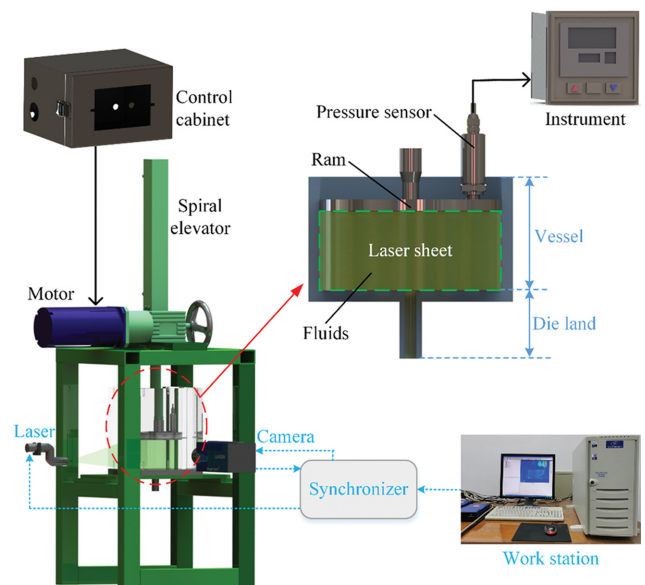 Control
cabinet
Pressure sensor
Instrument
Ram
Spiral
elevator
Laser sheet
Vessel
Motor
Fluids
Die land
Laser
Camera
Synchronizer
Work station